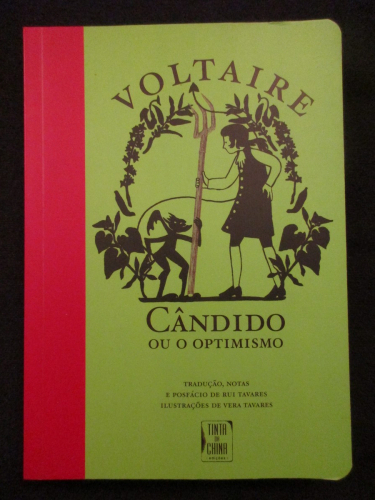 VOLTAIRE
CÂNDIDO
OU O OPTIMISMO
TRADUÇÃO, NOTAS
E POSFÁCIO DE RUI TAVARES
ILUSTRAÇÕES DE VERA TAVARES
TINTA
DA
CHINA